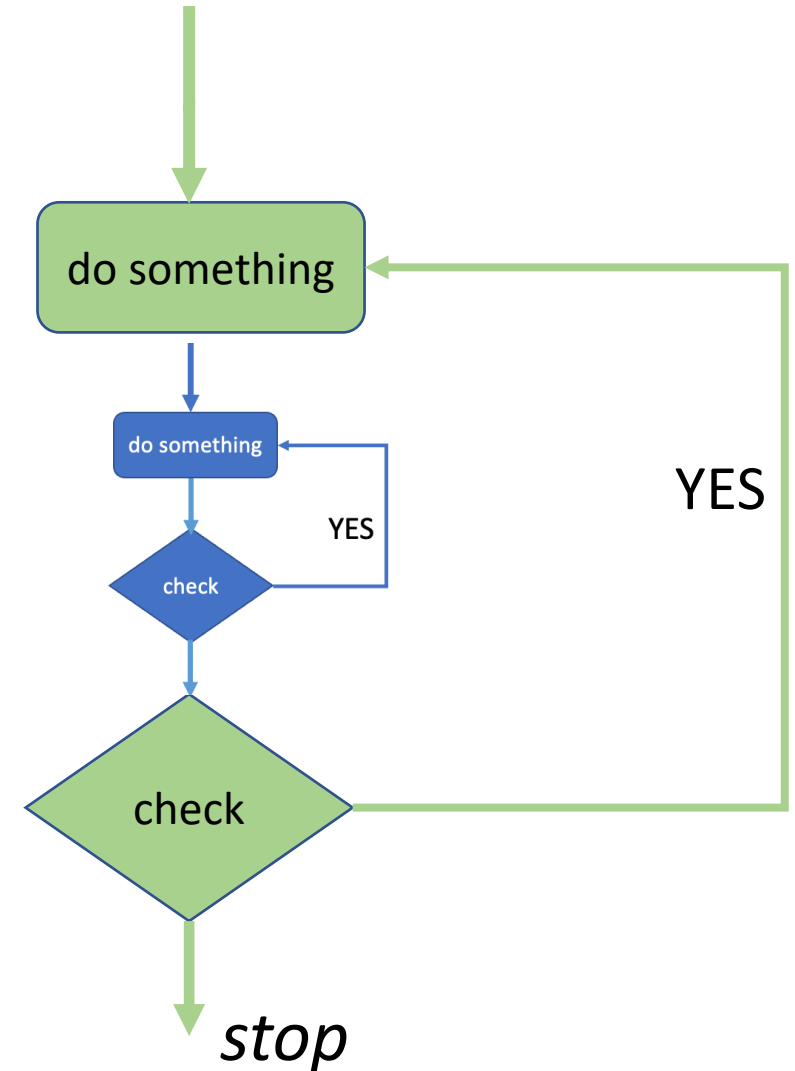 do something
do something
YES
YES
check
check
stop